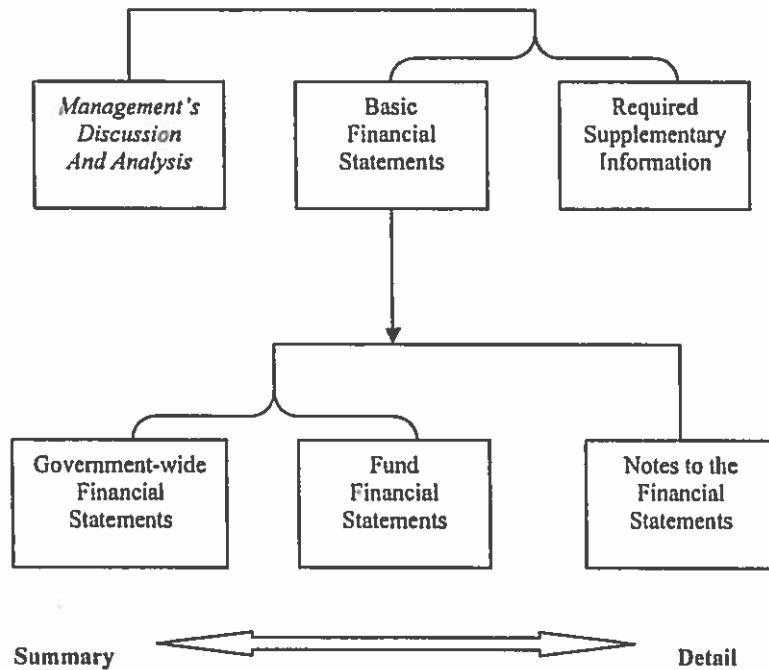 Management's
Discussion
And Analysis
Basic
Financial
Statements
Required
Supplementary
Information
Government-wide
Financial
Statements
Fund
Financial
Statements
Notes to the
Financial
Statements
Summary
Detail